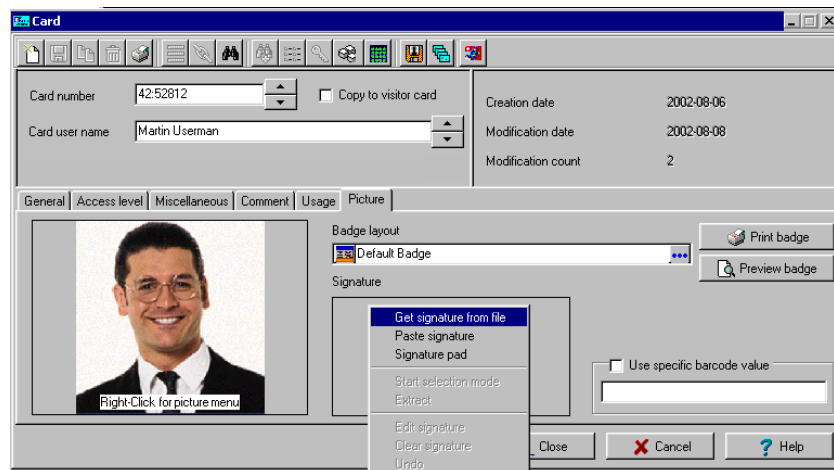 Card
Card number
42:52812
Copy to visitor card
Card user name
Martin Userman
Creation date
2002-08-06
Modification date
2002-08-08
Modification count
2
General
Access level
Miscellaneous
Comment
Usage
Picture
Right-Click for picture menu
Badge layout
Default Badge
Signature
Get signature from file
Paste signature
Signature pad
Start selection mode
Extract
Edit signature
Clear signature
Undo
Print badge
Preview badge
Use specific barcode value
Close
Cancel
Help